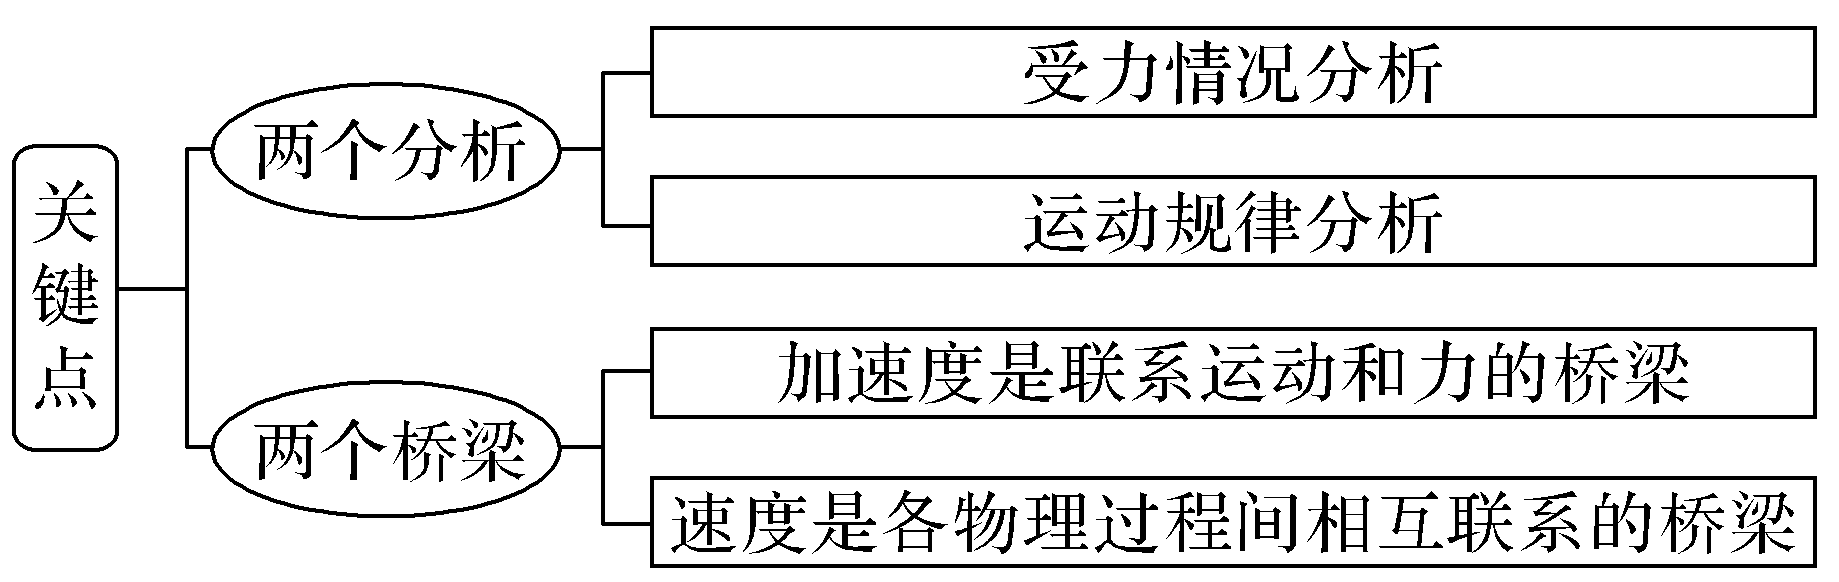 关键点
两个分析
受力情况分析
运动规律分析
两个桥梁
加速度是联系运动和力的桥梁
速度是各物理过程间相互联系的桥梁